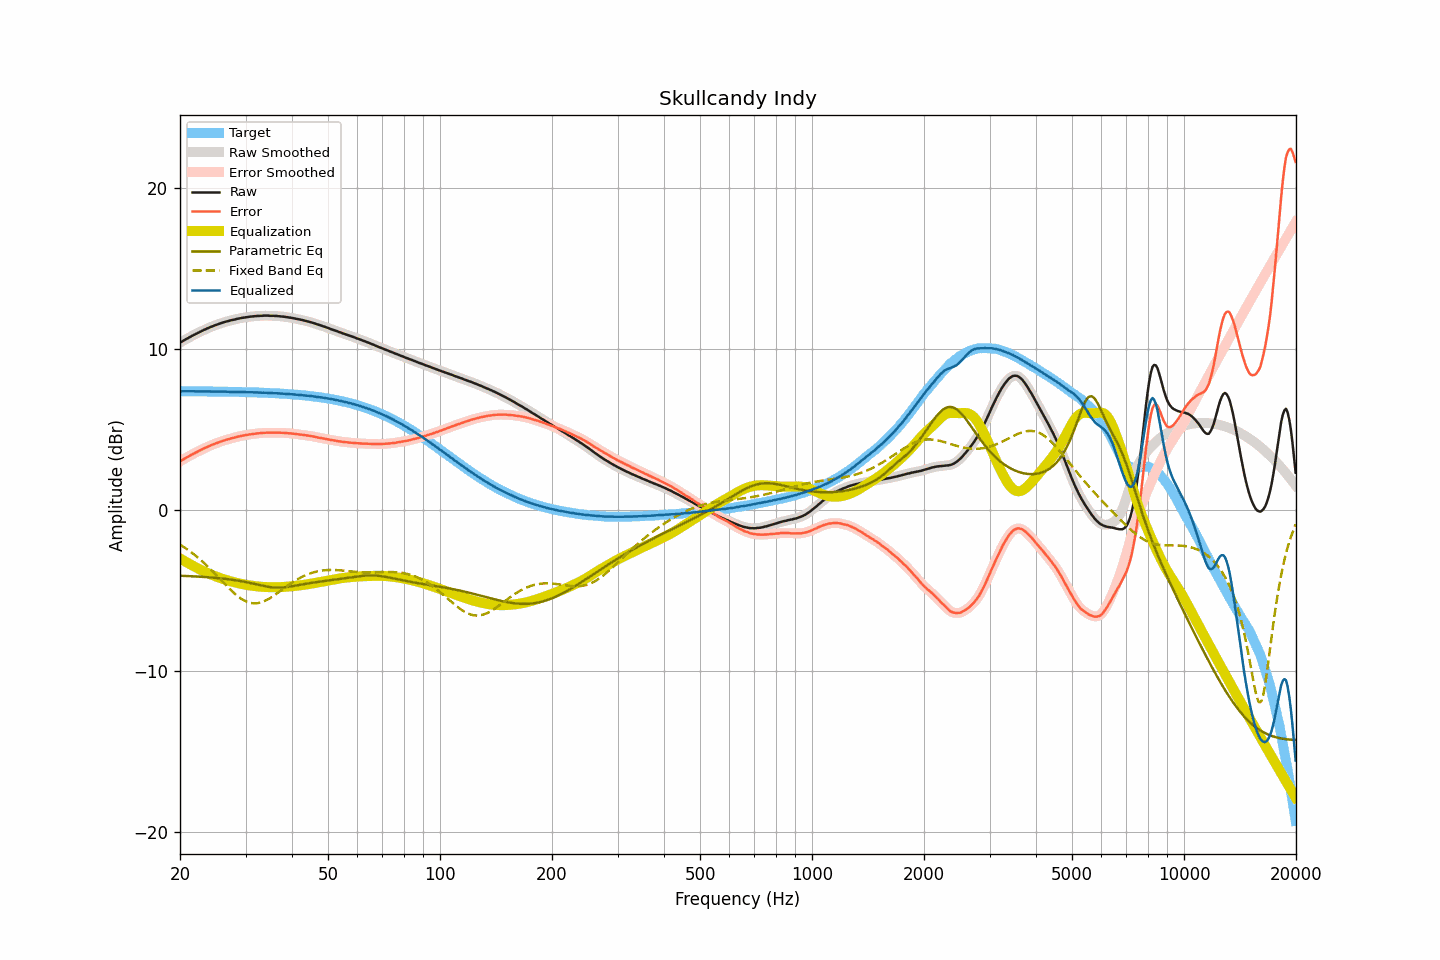 Skullcandy Indy
Target
Raw Smoothed
Error Smoothed
Raw
Error
Equalization
Parametric Eq
Fixed Band Eq
Equalized
20
10
0
−10
−20
Amplitude (dBr)
20 50 100 200 500 1000 2000 5000 10000 20000
Frequency (Hz)